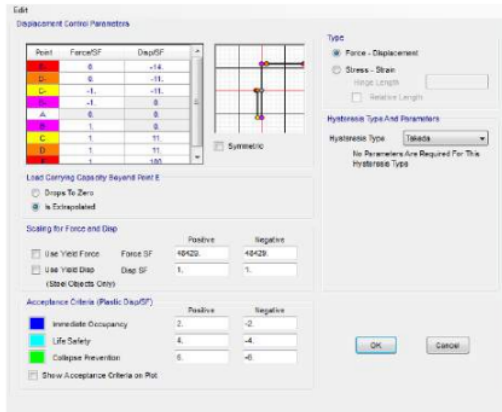 Edit
Displacement Control Parameters
Point Force/SF Disp/SF
E- 0. -14.
D- 0. -11.
C- -1. -11.
B- -1. 0.
A 0. 0.
B 1. 0.
C 1. 11.
D 1. 11.
E 1. 100.
Symmetric
Load Carrying Capacity Beyond Point E
Drops To Zero
Is Extrapolated
Scaling for Force and Disp
Positive Negative
Use Yield Force Force SF 48429. 48429.
Use Yield Disp Disp SF 1. 1.
(Steel Objects Only)
Acceptance Criteria (Plastic Disp/SF)
Positive Negative
Immediate Occupancy 2. -2.
Life Safety 4. -4.
Collapse Prevention 6. -6.
Show Acceptance Criteria on Plot
Type
Force - Displacement
Stress - Strain
Hinge Length
Relative Length
Hysteresis Type And Parameters
Hysteresis Type Takeda
No Parameters Are Required For This
Hysteresis Type
OK Cancel